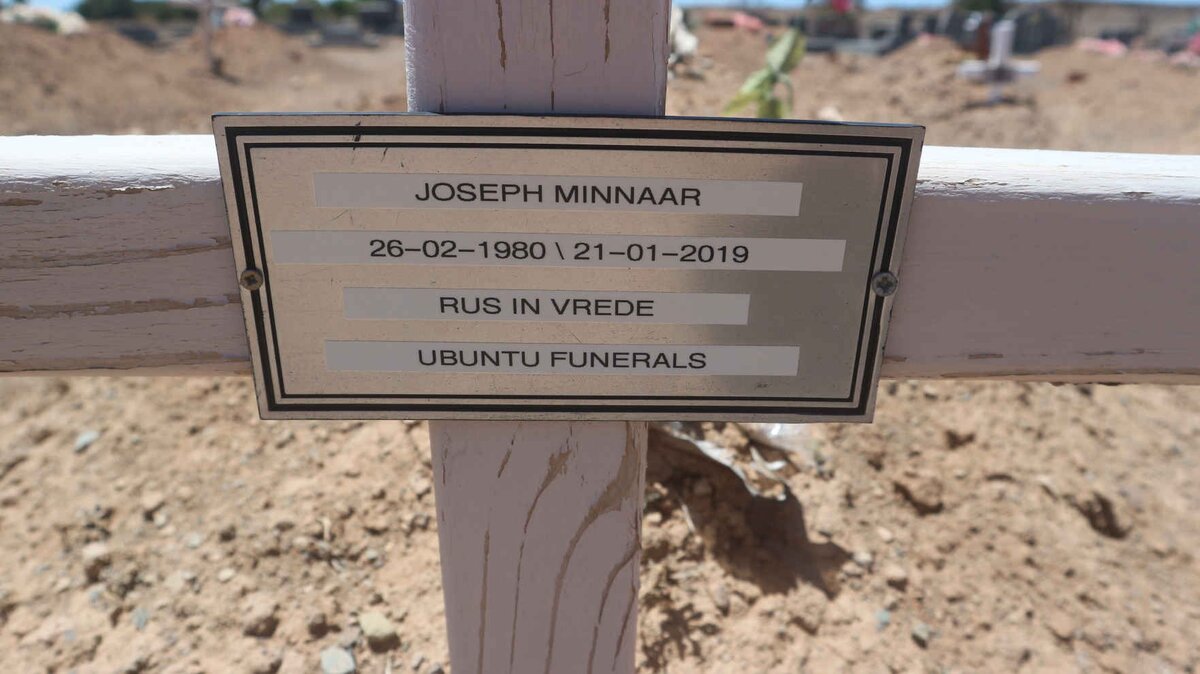 JOSEPH MINNAAR
26-02-1980 \ 21-01-2019
RUS IN VREDE
UBUNTU FUNERALS